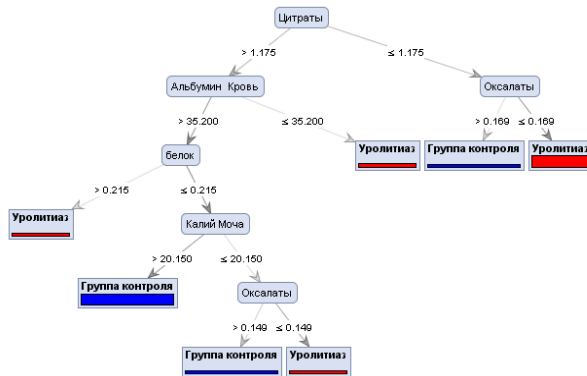 Цитраты
> 1.175
≤ 1.175
Альбумин Кровь
Оксалаты
> 35.200
≤ 35.200
> 0.169
≤ 0.169
белок
Уролитиаз
Группа контроля
Уролитиаз
> 0.215
≤ 0.215
Уролитиаз
Калий Моча
> 20.150
≤ 20.150
Группа контроля
Оксалаты
> 0.149
≤ 0.149
Группа контроля
Уролитиаз